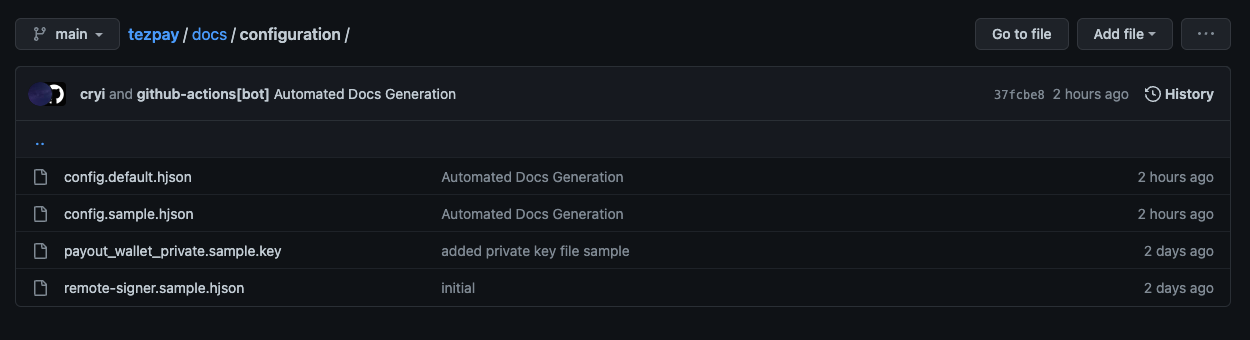 main tezpay / docs / configuration / Go to file Add file ...
cryi and github-actions[bot] Automated Docs Generation 37fcbe8 2 hours ago History
..
config.default.hjson Automated Docs Generation 2 hours ago
config.sample.hjson Automated Docs Generation 2 hours ago
payout_wallet_private.sample.key added private key file sample 2 days ago
remote-signer.sample.hjson initial 2 days ago